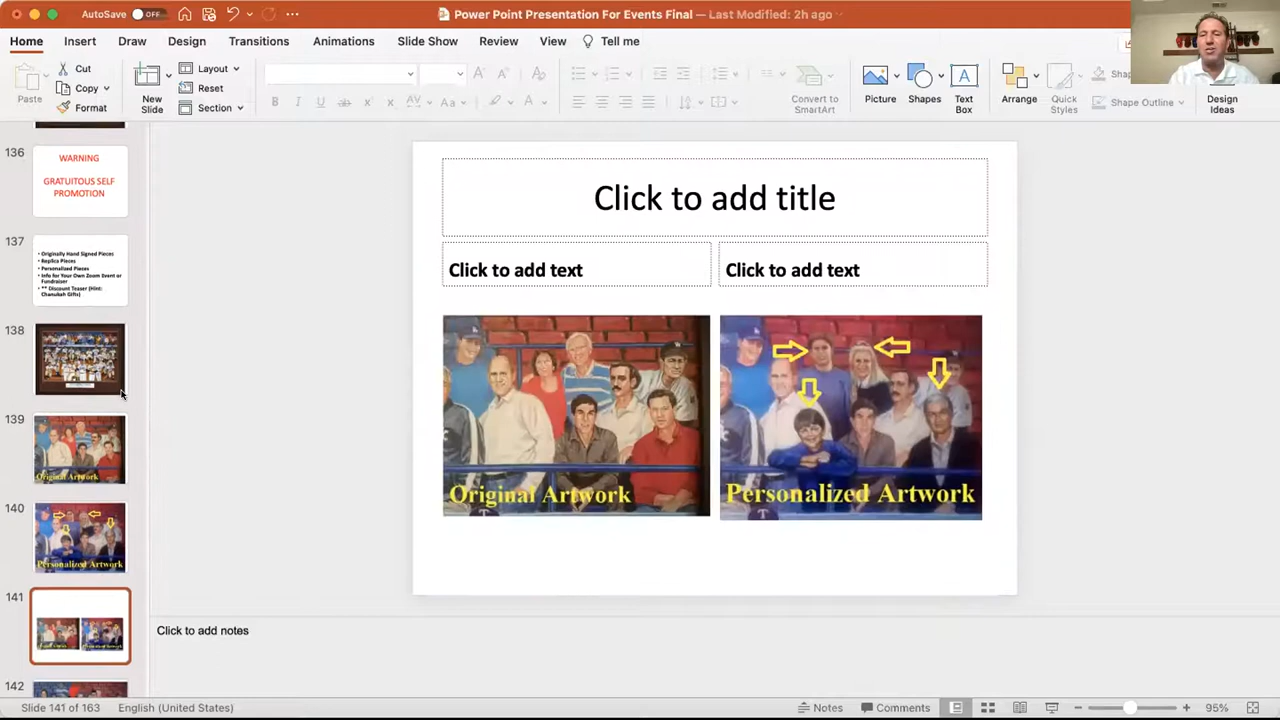 AutoSave OFF
Power Point Presentation For Events Final — Last Modified: 2h ago
Home Insert Draw Design Transitions Animations Slide Show Review View Tell me
Paste
Cut
Copy
Format
New
Slide
Layout
Reset
Section
Convert to
SmartArt
Picture
Shapes
Text
Box
Arrange
Quick
Styles
Shape Outline
Design
Ideas
136
WARNING
GRATUITOUS SELF
PROMOTION
137
• Originally Hand Signed Pieces
• Replica Pieces
• Personalized Pieces
• Info for Your Own Zoom Event or
Fundraiser
• ** Discount Teaser (Hint:
Chanukah Gifts)
138
139
Original Artwork
140
Personalized Artwork
141
142
Click to add title
Click to add text
Click to add text
Original Artwork
T
Personalized Artwork
T
Click to add notes
Slide 141 of 163 English (United States)
Notes Comments 95%